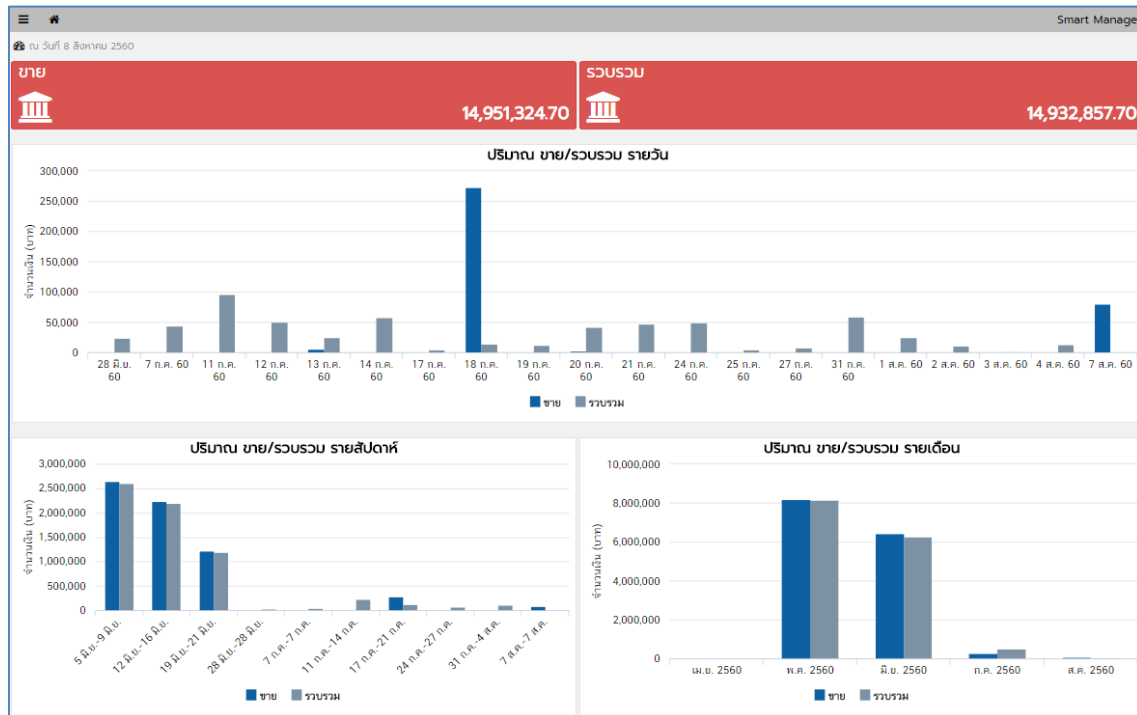 Smart Manage
ณ วันที่ 8 สิงหาคม 2560
ขาย
14,951,324.70
รวบรวม
14,932,857.70
ปริมาณ ขาย/รวบรวม รายวัน
จำนวนเงิน (บาท)
300,000
250,000
200,000
150,000
100,000
50,000
0
28 มิ.ย. 60
7 ก.ค. 60
11 ก.ค. 60
12 ก.ค. 60
13 ก.ค. 60
14 ก.ค. 60
17 ก.ค. 60
18 ก.ค. 60
19 ก.ค. 60
20 ก.ค. 60
21 ก.ค. 60
24 ก.ค. 60
25 ก.ค. 60
27 ก.ค. 60
31 ก.ค. 60
1 ส.ค. 60
2 ส.ค. 60
3 ส.ค. 60
4 ส.ค. 60
7 ส.ค. 60
ขาย รวบรวม
ปริมาณ ขาย/รวบรวม รายสัปดาห์
จำนวนเงิน (บาท)
3,000,000
2,500,000
2,000,000
1,500,000
1,000,000
500,000
0
5 มิ.ย.-9 มิ.ย.
12 มิ.ย.-16 มิ.ย.
19 มิ.ย.-21 มิ.ย.
28 มิ.ย.-28 มิ.ย.
7 ก.ค.-7 ก.ค.
11 ก.ค.-14 ก.ค.
17 ก.ค.-21 ก.ค.
24 ก.ค.-27 ก.ค.
31 ก.ค.-4 ส.ค.
7 ส.ค.-7 ส.ค.
ขาย รวบรวม
ปริมาณ ขาย/รวบรวม รายเดือน
จำนวนเงิน (บาท)
10,000,000
8,000,000
6,000,000
4,000,000
2,000,000
0
เม.ย. 2560
พ.ค. 2560
มิ.ย. 2560
ก.ค. 2560
ส.ค. 2560
ขาย รวบรวม